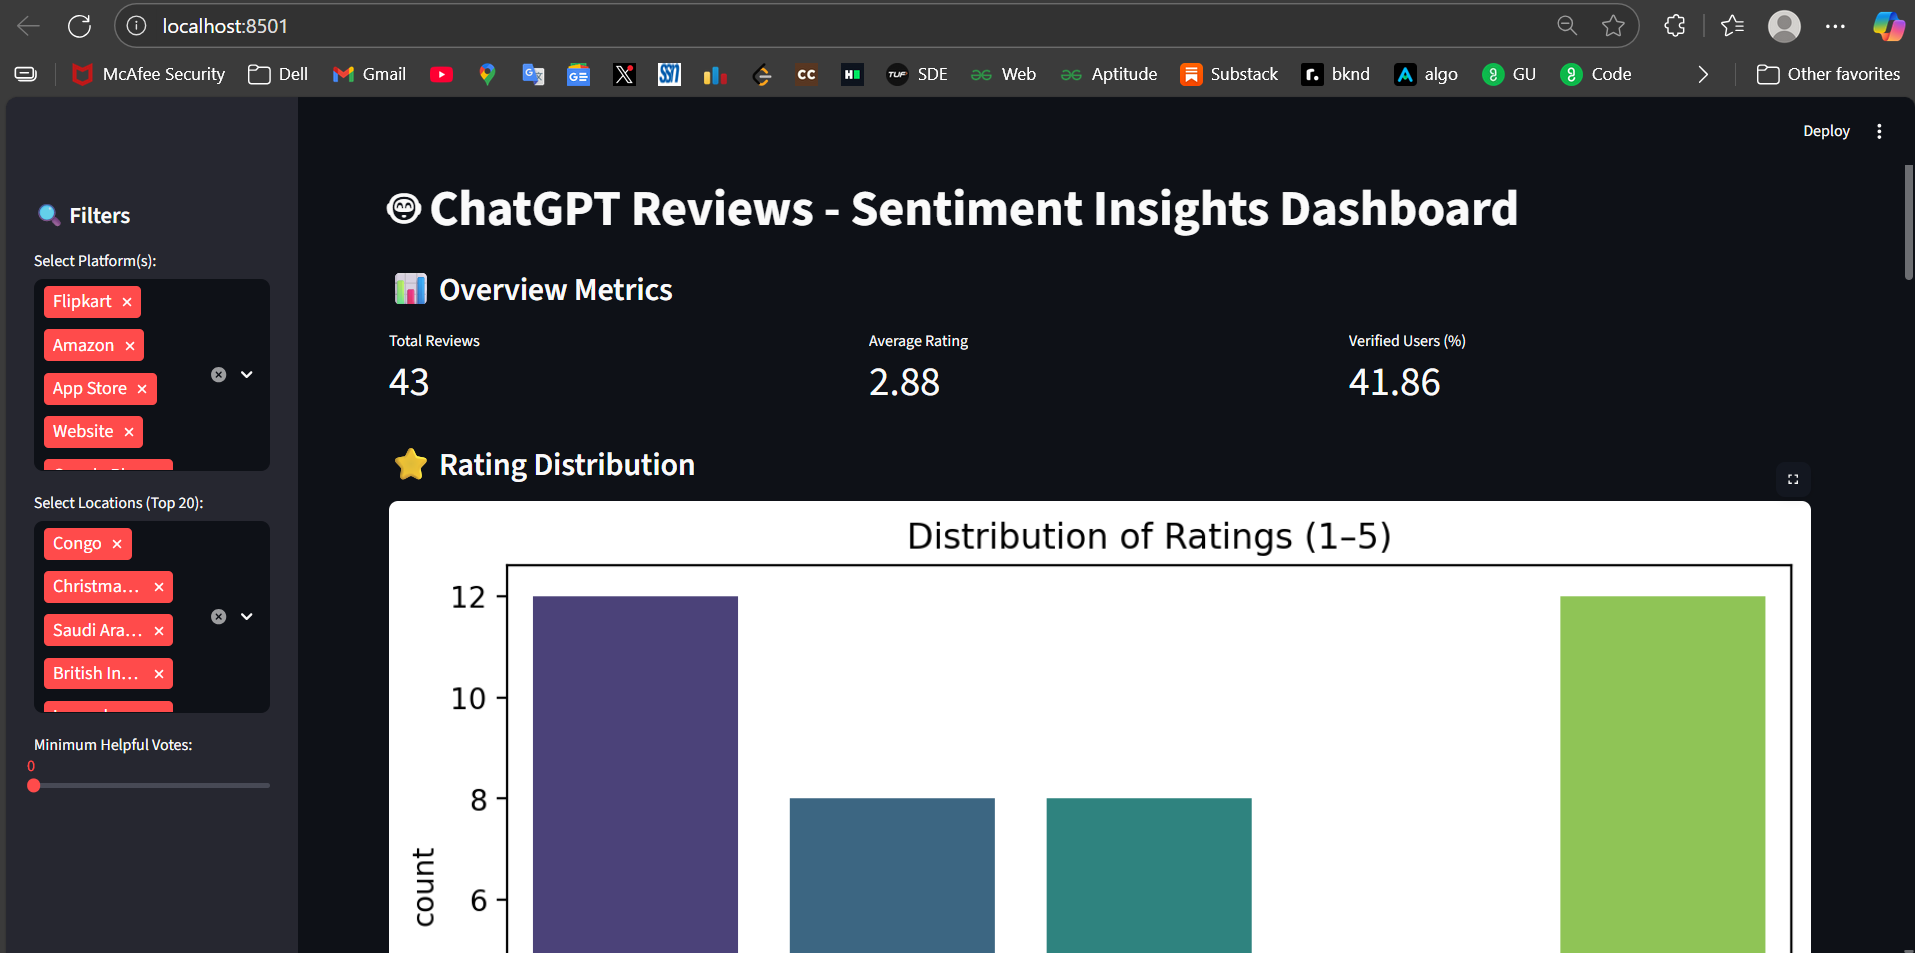 localhost:8501
McAfee Security Dell Gmail SDE Web Aptitude Substack bknd algo GU Code Other favorites
Deploy
Filters
Select Platform(s):
Flipkart
Amazon
App Store
Website
Select Locations (Top 20):
Congo
Christma...
Saudi Ara...
British In...
Minimum Helpful Votes:
0
ChatGPT Reviews - Sentiment Insights Dashboard
Overview Metrics
Total Reviews
43
Average Rating
2.88
Verified Users (%)
41.86
Rating Distribution
Distribution of Ratings (1–5)
12
10
8
6
count